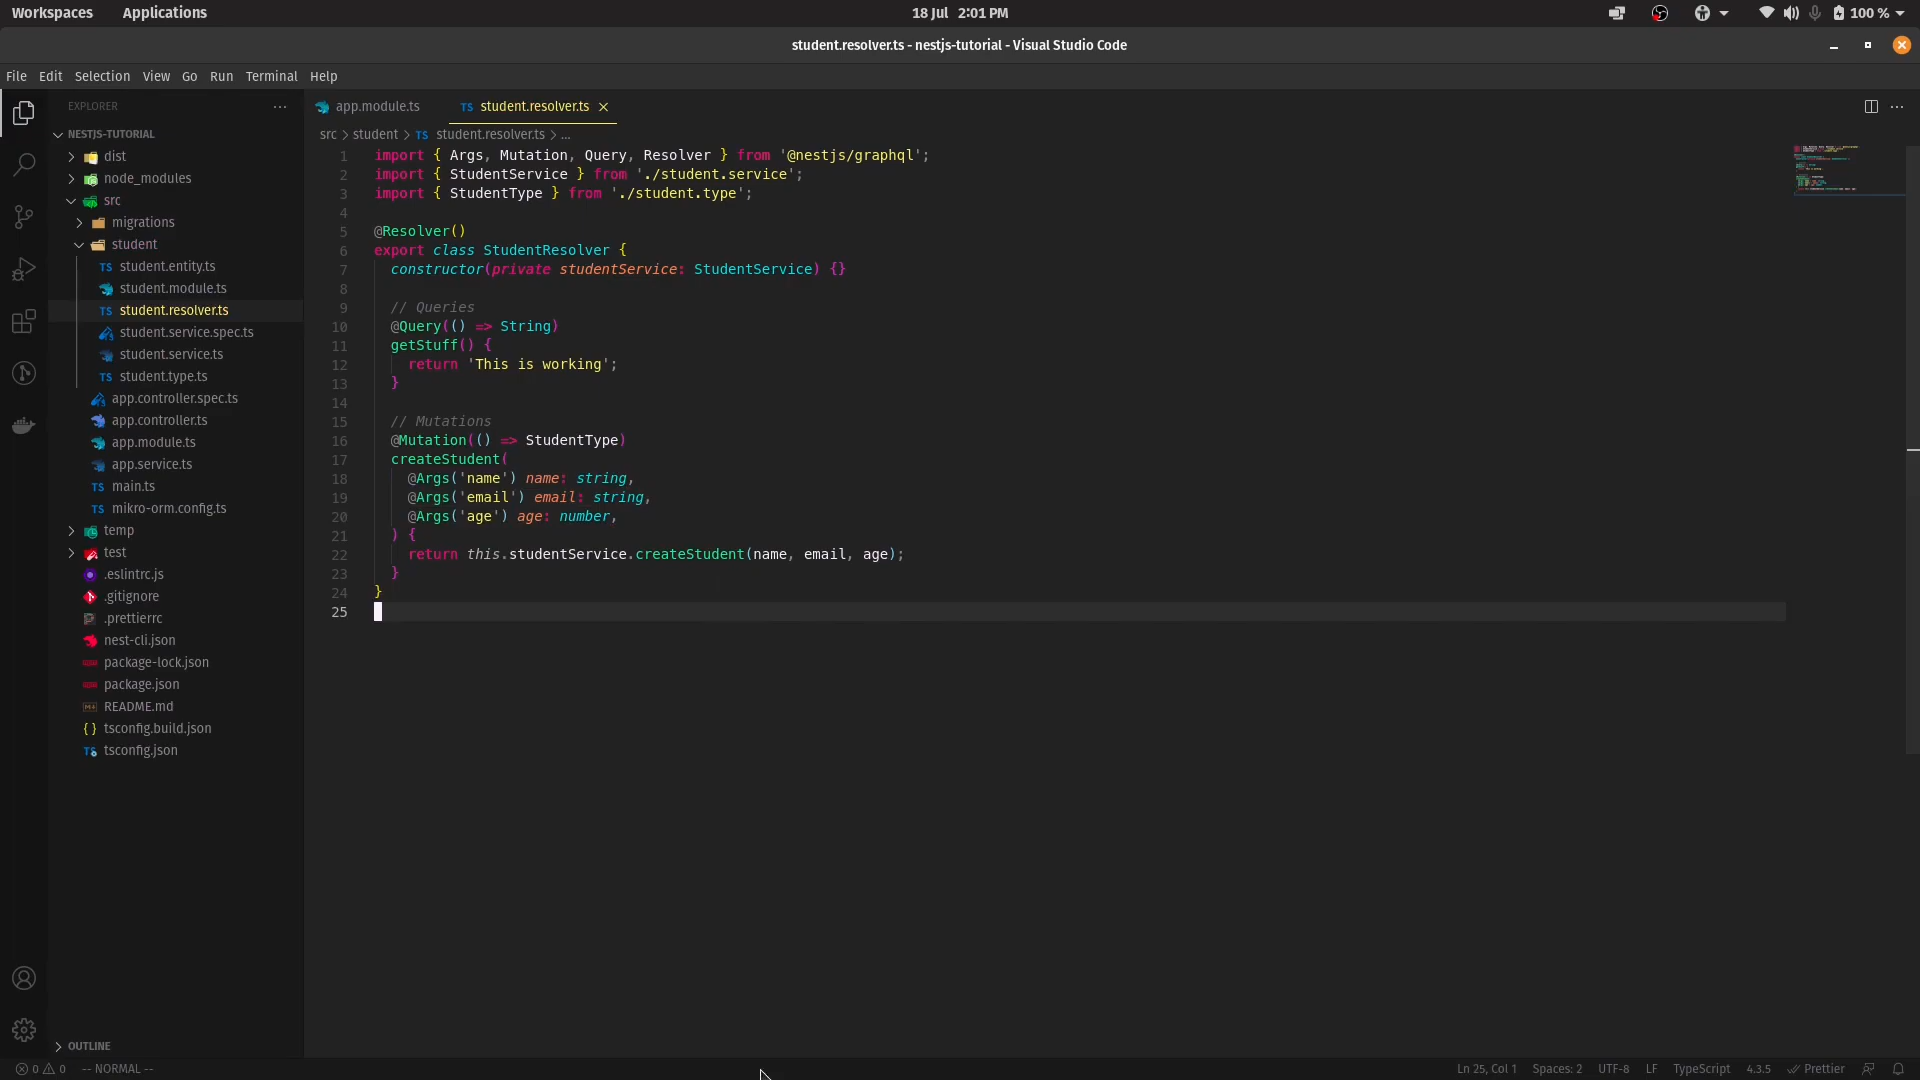 Workspaces Applications 18 Jul 2:01 PM 100 %
student.resolver.ts - nestjs-tutorial - Visual Studio Code
File Edit Selection View Go Run Terminal Help
EXPLORER ...
NESTJS-TUTORIAL
dist
node_modules
src
migrations
student
TS student.entity.ts
student.module.ts
TS student.resolver.ts
student.service.spec.ts
student.service.ts
TS student.type.ts
app.controller.spec.ts
app.controller.ts
app.module.ts
app.service.ts
TS main.ts
TS mikro-orm.config.ts
temp
test
.eslintrc.js
.gitignore
.prettierrc
nest-cli.json
package-lock.json
package.json
README.md
{ } tsconfig.build.json
TS tsconfig.json
OUTLINE
app.module.ts TS student.resolver.ts ×
src > student > TS student.resolver.ts > ...
1 import { Args, Mutation, Query, Resolver } from '@nestjs/graphql';
2 import { StudentService } from './student.service';
3 import { StudentType } from './student.type';
4
5 @Resolver()
6 export class StudentResolver {
7 constructor(private studentService: StudentService) {}
8
9 // Queries
10 @Query(() => String)
11 getStuff() {
12 return 'This is working';
13 }
14
15 // Mutations
16 @Mutation(() => StudentType)
17 createStudent(
18 @Args('name') name: string,
19 @Args('email') email: string,
20 @Args('age') age: number,
21 ) {
22 return this.studentService.createStudent(name, email, age);
23 }
24 }
25
0 0 -- NORMAL -- Ln 25, Col 1 Spaces: 2 UTF-8 LF TypeScript 4.3.5 Prettier